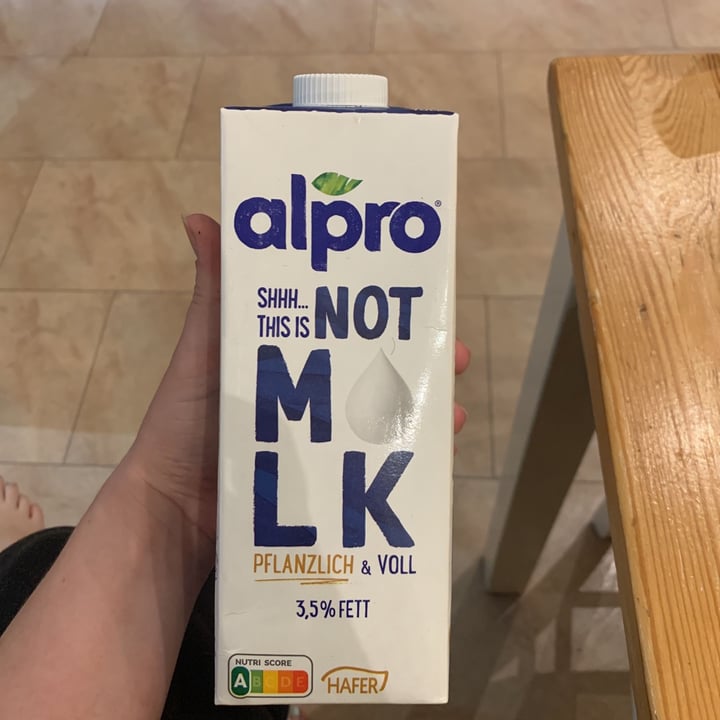 alpro®
SHHH...
THIS IS NOT
M
LK
PFLANZLICH & VOLL
3,5% FETT
NUTRI SCORE
A B C D E
HAFER